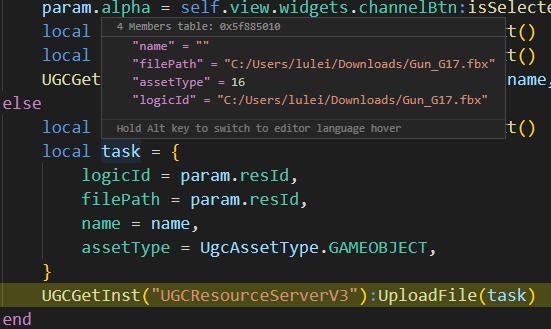 param.alpha = self.view.widgets.channelBtn:isSelecte
local
t()
4 Members table: 0x5f885010
local
t()
"name" = ""
"filePath" = "C:/Users/lulei/Downloads/Gun_G17.fbx"
UGCGet
name,
"assetType" = 16
"logicId" = "C:/Users/lulei/Downloads/Gun_G17.fbx"
else
Hold Alt key to switch to editor language hover
local
t()
local task = {
logicId = param.resId,
filePath = param.resId,
name = name,
assetType = UgcAssetType.GAMEOBJECT,
}
UGCGetInst("UGCResourceServerV3"):UploadFile(task)
end